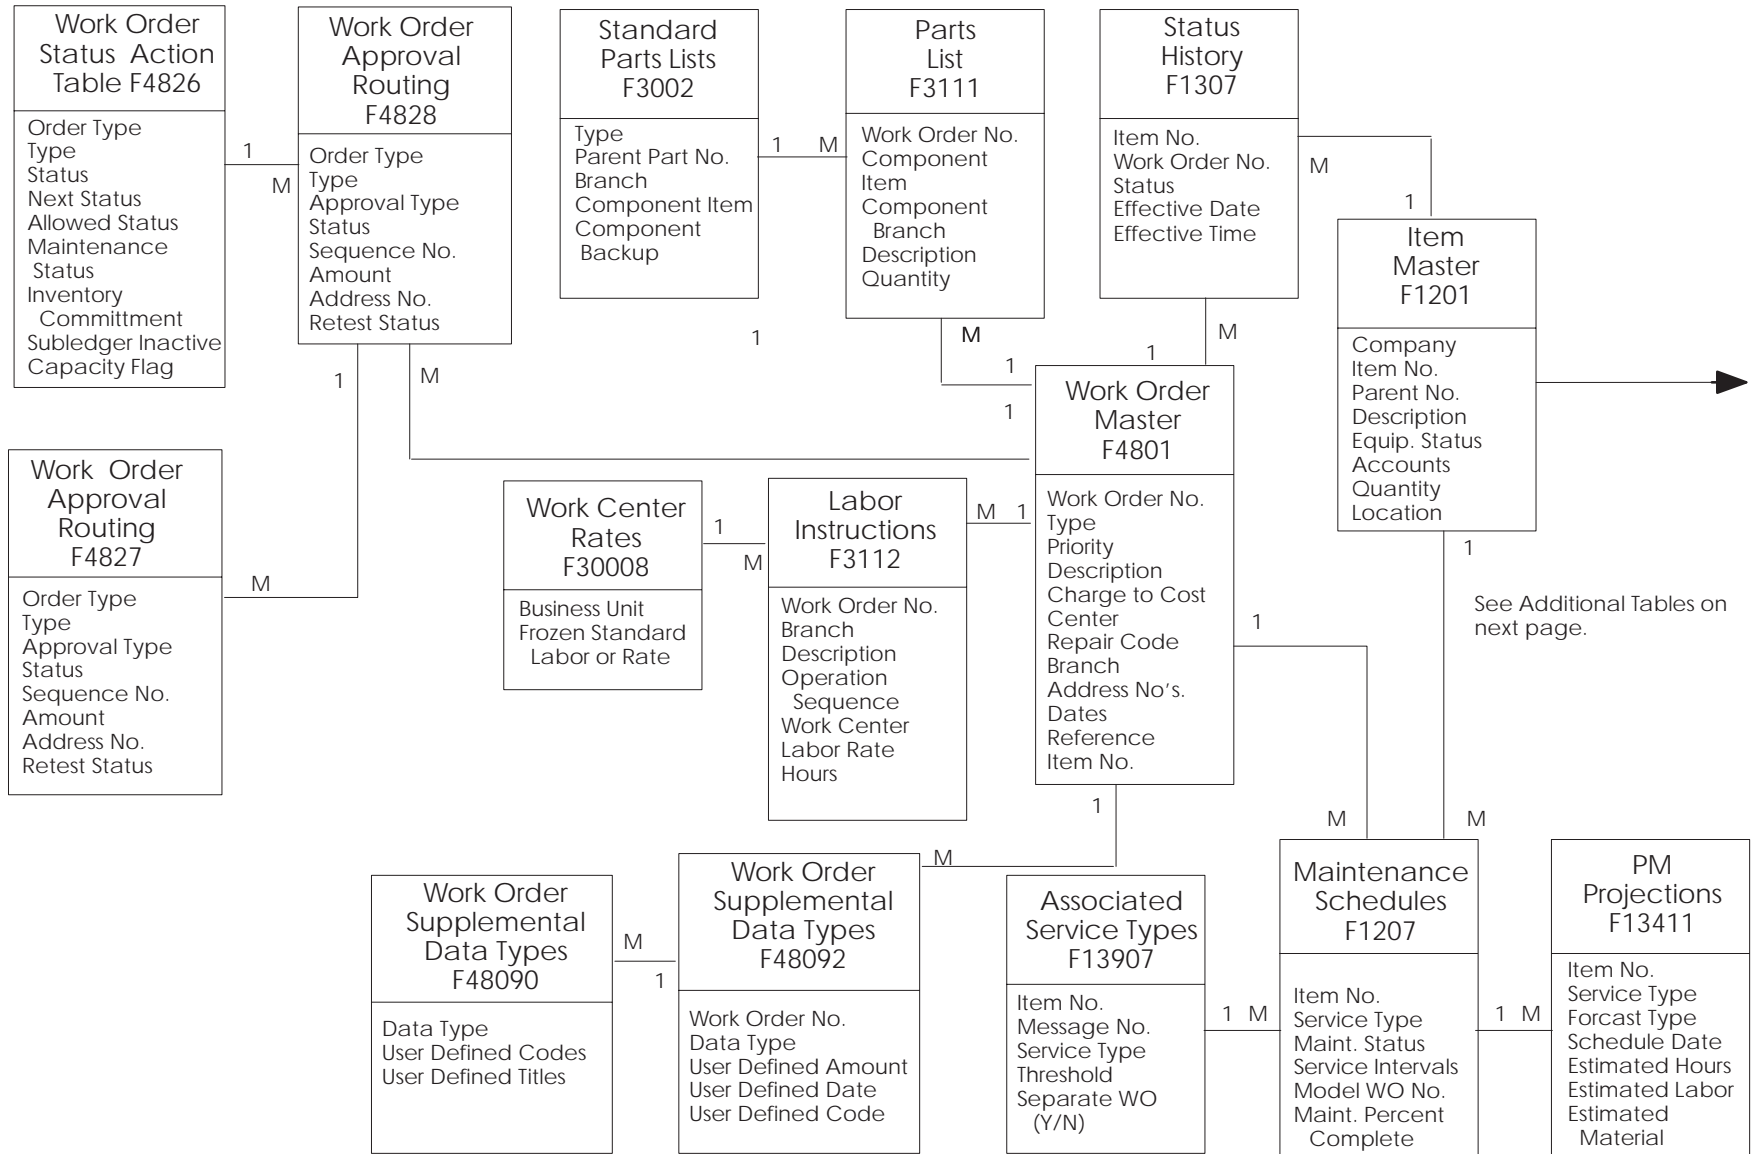 Work Order
Status Action
Table F4826
Order Type
Type
Status
Next Status
Allowed Status
Maintenance
Status
Inventory
Committment
Subledger Inactive
Capacity Flag
1
M
Work Order
Approval
Routing
F4828
Order Type
Type
Approval Type
Status
Sequence No.
Amount
Address No.
Retest Status
1
M
Standard
Parts Lists
F3002
Type
Parent Part No.
Branch
Component Item
Component
Backup
1
M
1
Parts
List
F3111
Work Order No.
Component
Item
Component
Branch
Description
Quantity
M
1
1
Status
History
F1307
Item No.
Work Order No.
Status
Effective Date
Effective Time
M
1
M
1
Item
Master
F1201
Company
Item No.
Parent No.
Description
Equip. Status
Accounts
Quantity
Location
1
See Additional Tables on
next page.
Work Order
Approval
Routing
F4827
Order Type
Type
Approval Type
Status
Sequence No.
Amount
Address No.
Retest Status
M
Work Center
Rates
F30008
Business Unit
Frozen Standard
Labor or Rate
1
M
Labor
Instructions
F3112
Work Order No.
Branch
Description
Operation
Sequence
Work Center
Labor Rate
Hours
M 1
Work Order
Master
F4801
Work Order No.
Type
Priority
Description
Charge to Cost
Center
Repair Code
Branch
Address No's.
Dates
Reference
Item No.
1
1
M
M
M
Work Order
Supplemental
Data Types
F48090
Data Type
User Defined Codes
User Defined Titles
M
1
Work Order
Supplemental
Data Types
F48092
Work Order No.
Data Type
User Defined Amount
User Defined Date
User Defined Code
Associated
Service Types
F13907
Item No.
Message No.
Service Type
Threshold
Separate WO
(Y/N)
1 M
Maintenance
Schedules
F1207
Item No.
Service Type
Maint. Status
Service Intervals
Model WO No.
Maint. Percent
Complete
1 M
PM
Projections
F13411
Item No.
Service Type
Forcast Type
Schedule Date
Estimated Hours
Estimated Labor
Estimated
Material